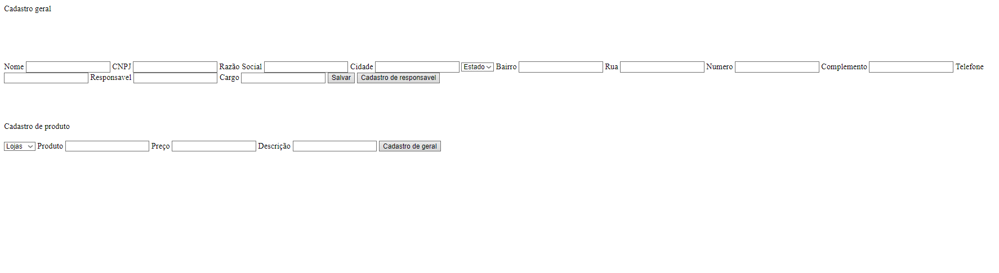 Cadastro geral
Nome CNPJ Razão Social Cidade Estado Bairro Rua Numero Complemento Telefone
Responsavel Cargo Salvar Cadastro de responsavel
Cadastro de produto
Lojas Produto Preço Descrição Cadastro de geral